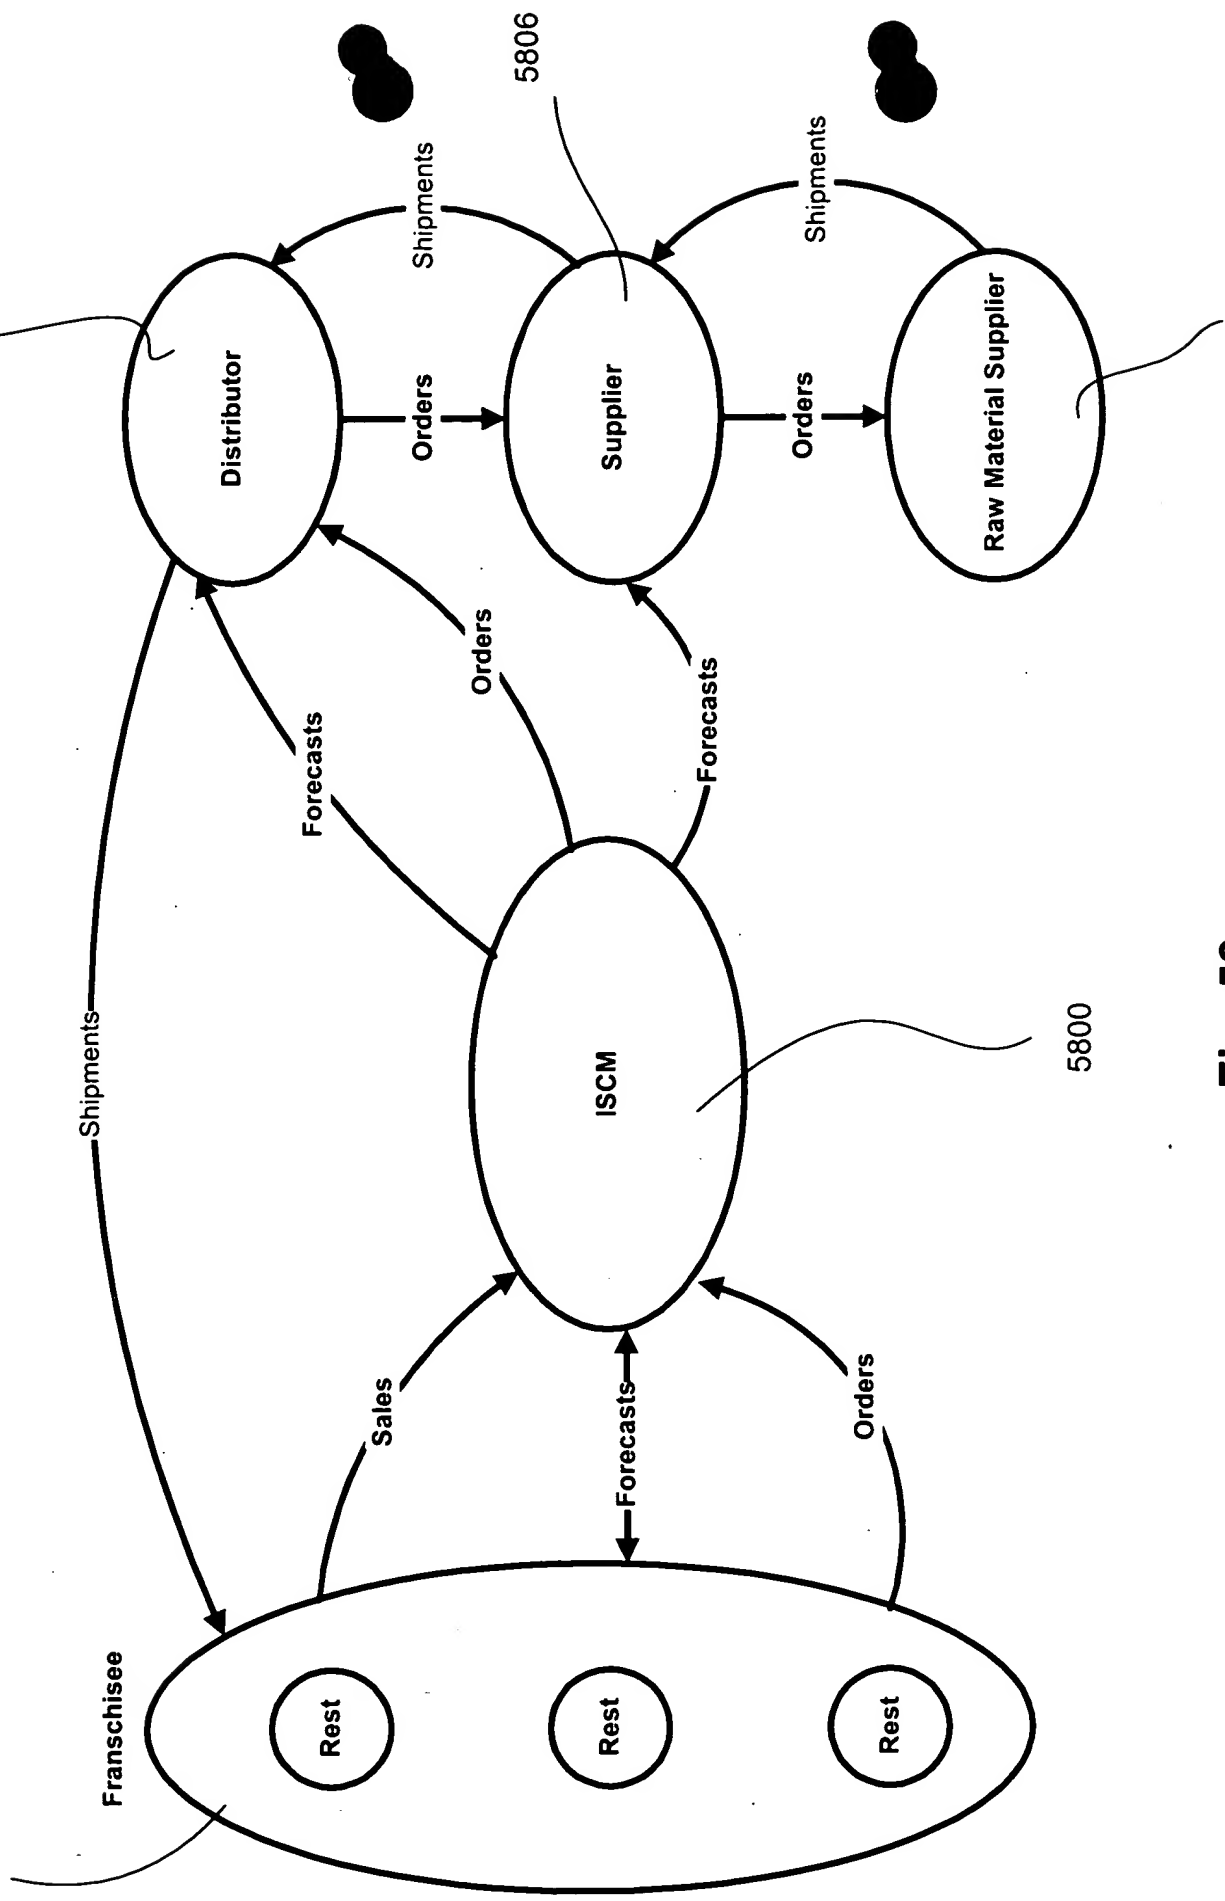 Franschisee
Rest
Rest
Rest
Shipments
Sales
Forecasts
Orders
ISCM
5800
Forecasts
Orders
Forecasts
Distributor
Orders
Supplier
Orders
Raw Material Supplier
Shipments
Shipments
5806